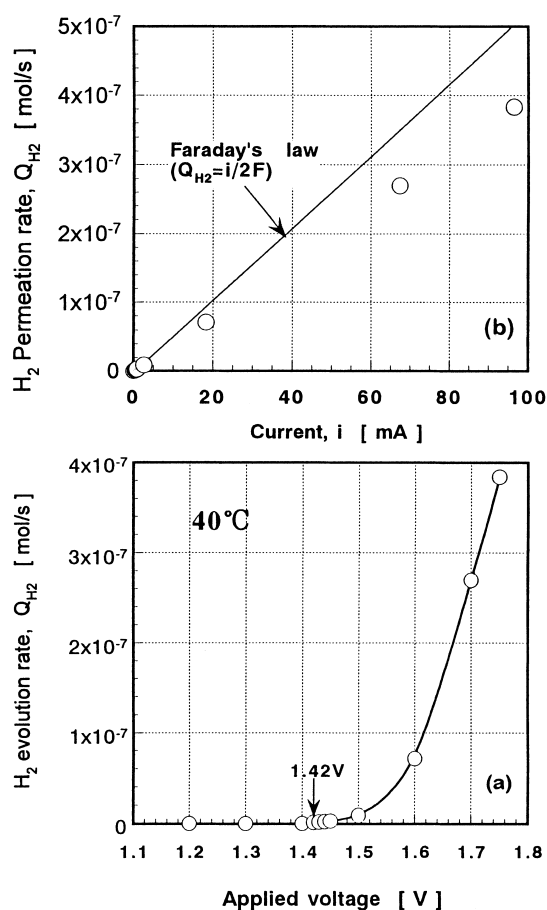 5x10-7
4x10-7
3x10-7
2x10-7
1x10-7
0
H2 Permeation rate, QH2 [ mol/s]
Faraday's law
(QH2=i/2F)
(b)
0 20 40 60 80 100
Current, i [ mA ]
4x10-7
3x10-7
2x10-7
1x10-7
0
H2 evolution rate, QH2 [ mol/s]
40°C
1.42V
(a)
1.1 1.2 1.3 1.4 1.5 1.6 1.7 1.8
Applied voltage [ V ]